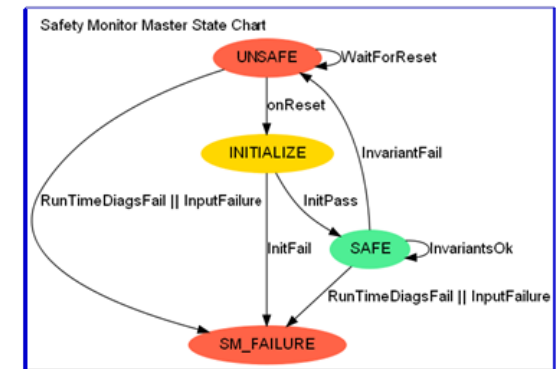 Safety Monitor Master State Chart
UNSAFE
WaitForReset
onReset
INITIALIZE
InvariantFail
RunTimeDiagsFail || InputFailure
InitPass
InitFail
SAFE
InvariantsOk
RunTimeDiagsFail || InputFailure
SM_FAILURE